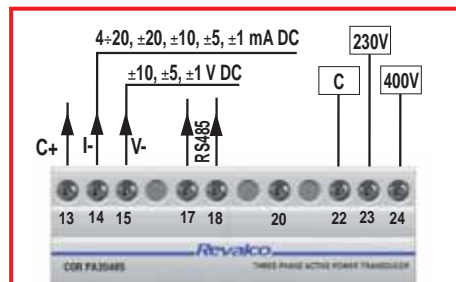 4÷20, ±20, ±10, ±5, ±1 mA DC
230V
±10, ±5, ±1 V DC
C
400V
C+
I-
V-
RS485
13 14 15 17 18 20 22 23 24
Revalco
COR PA20485
THREE PHASE ACTIVE POWER TRANSDUCER